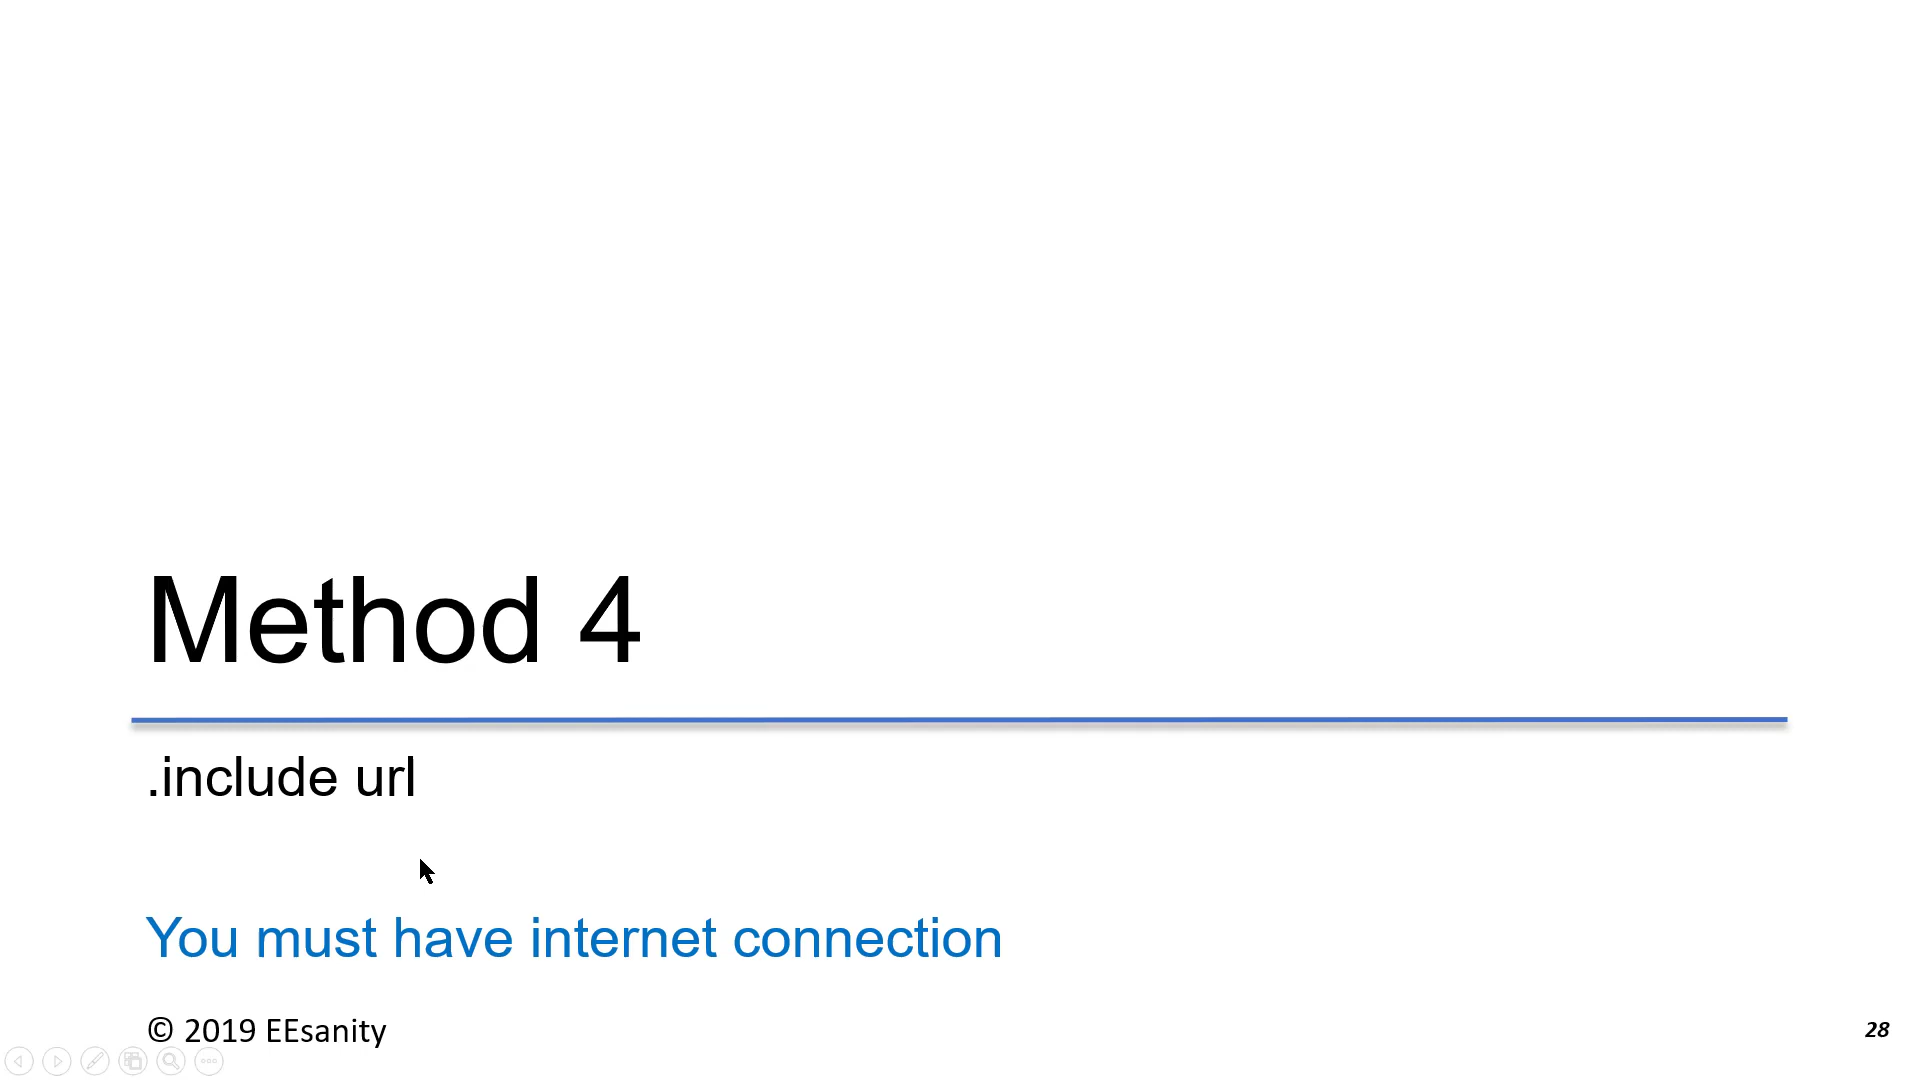 Method 4
.include url
You must have internet connection
© 2019 EEsanity
28